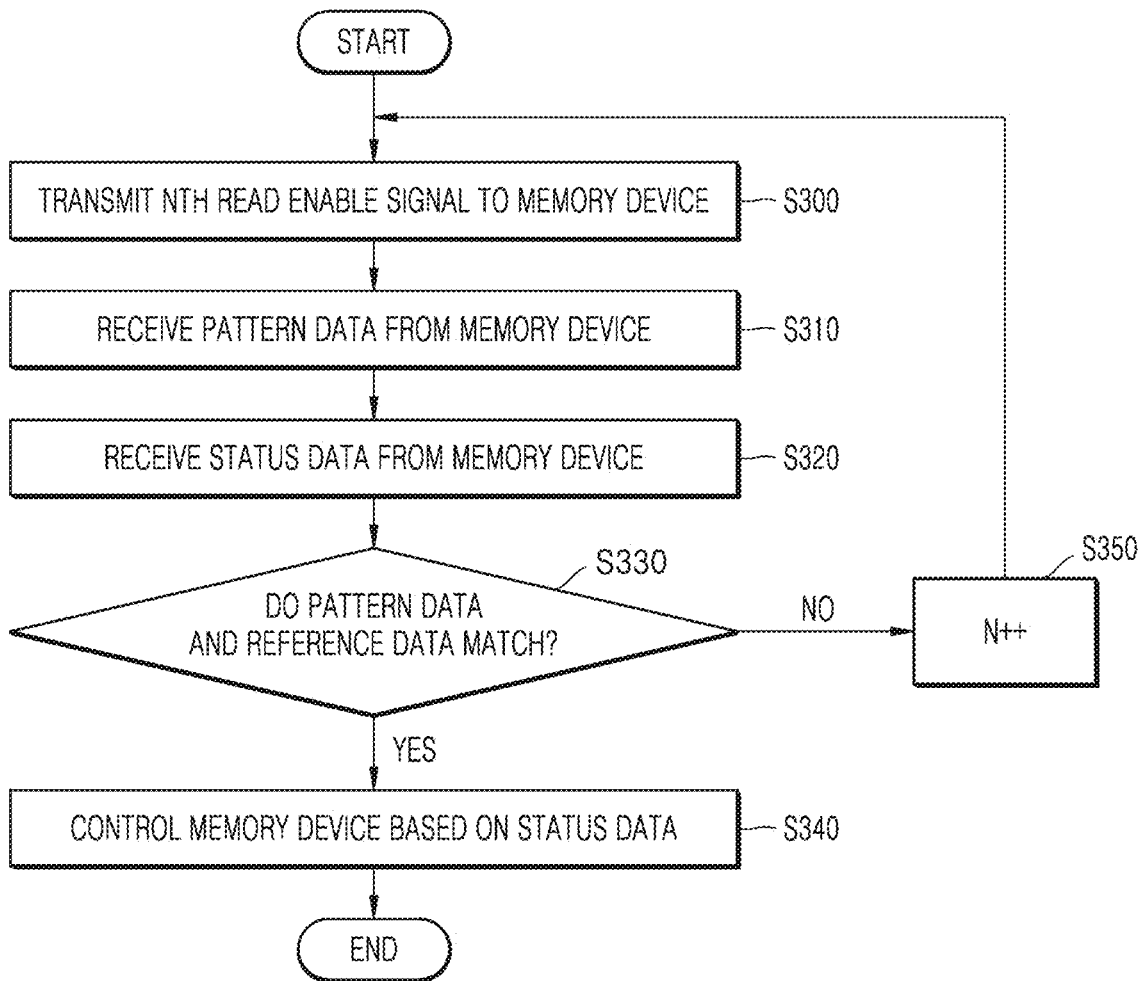 START
TRANSMIT NTH READ ENABLE SIGNAL TO MEMORY DEVICE
S300
RECEIVE PATTERN DATA FROM MEMORY DEVICE
S310
RECEIVE STATUS DATA FROM MEMORY DEVICE
S320
S330
DO PATTERN DATA
AND REFERENCE DATA MATCH?
NO
S350
N++
YES
CONTROL MEMORY DEVICE BASED ON STATUS DATA
S340
END